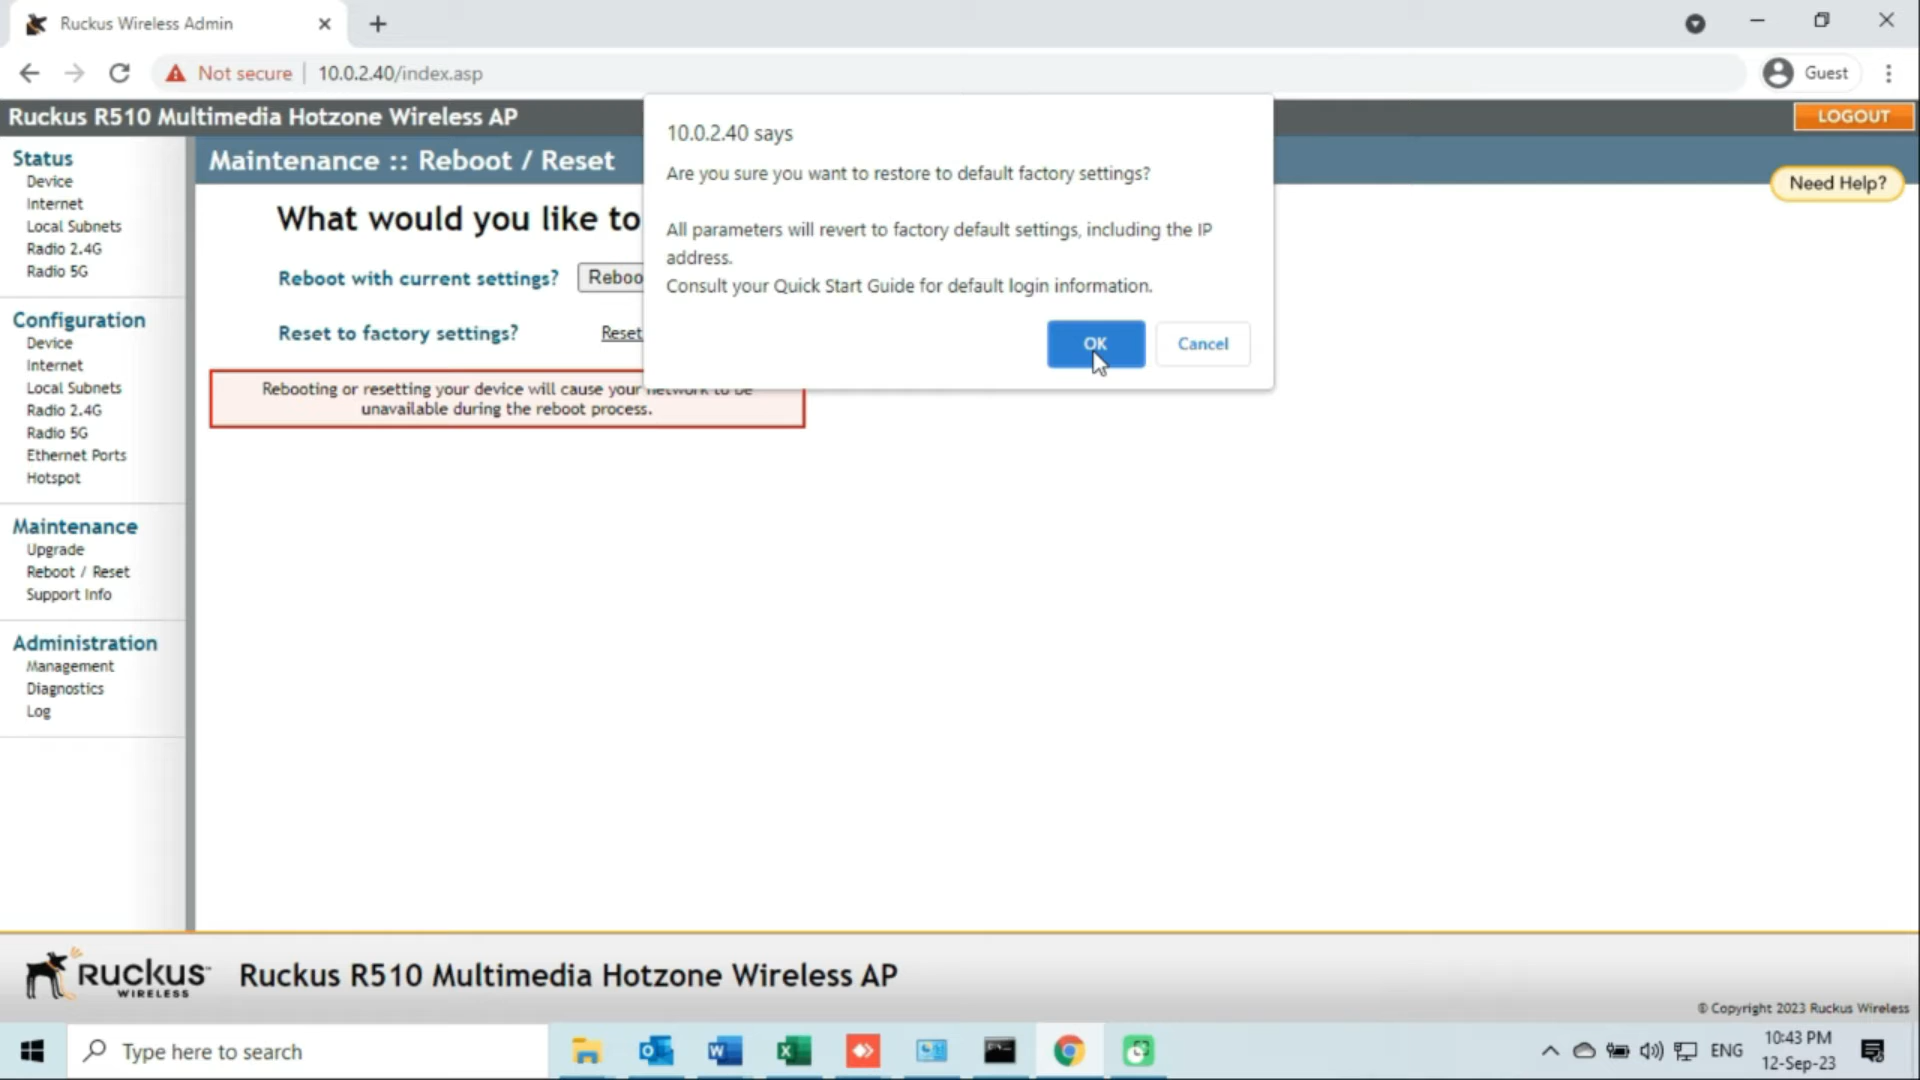 Ruckus Wireless Admin
Not secure
10.0.2.40/index.asp
Guest
Ruckus R510 Multimedia Hotzone Wireless AP
LOGOUT
Status
Device
Internet
Local Subnets
Radio 2.4G
Radio 5G
Configuration
Device
Internet
Local Subnets
Radio 2.4G
Radio 5G
Ethernet Ports
Hotspot
Maintenance
Upgrade
Reboot / Reset
Support Info
Administration
Management
Diagnostics
Log
Maintenance :: Reboot / Reset
Need Help?
What would you like to
Reboot with current settings?
Reboo
Reset to factory settings?
Reset
Rebooting or resetting your device will cause your network to be
unavailable during the reboot process.
10.0.2.40 says
Are you sure you want to restore to default factory settings?
All parameters will revert to factory default settings, including the IP
address.
Consult your Quick Start Guide for default login information.
OK
Cancel
RUCKUS
WIRELESS
Ruckus R510 Multimedia Hotzone Wireless AP
© Copyright 2023 Ruckus Wireless
Type here to search
ENG
10:43 PM
12-Sep-23